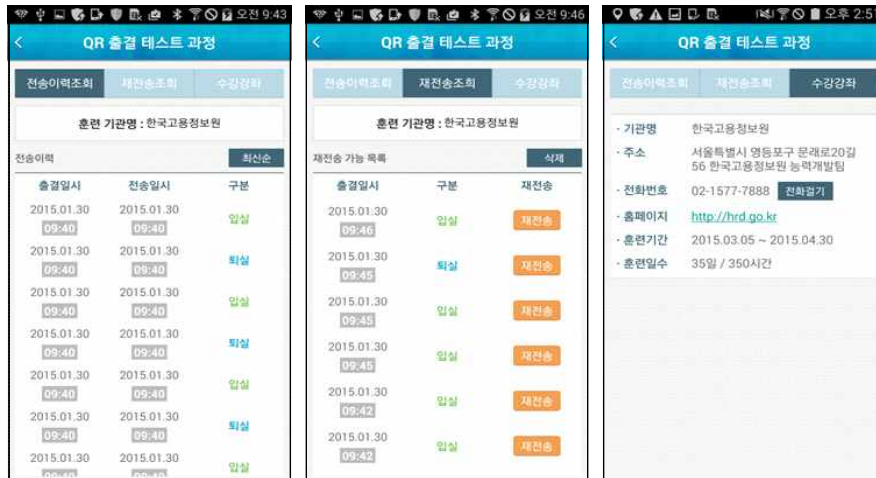 오전 9:43
QR 출결 테스트 과정
전송이력조회 재전송조회 수강강좌
훈련 기관명 : 한국고용정보원
전송이력 최신순
출결일시 전송일시 구분
2015.01.30 2015.01.30
09:40 09:40 입실
2015.01.30 2015.01.30
09:40 09:40 퇴실
2015.01.30 2015.01.30
09:40 09:40 입실
2015.01.30 2015.01.30
09:40 09:40 퇴실
2015.01.30 2015.01.30
09:40 09:40 입실
2015.01.30 2015.01.30
09:40 09:40 퇴실
2015.01.30 2015.01.30
09:40 09:40 입실
오전 9:46
QR 출결 테스트 과정
전송이력조회 재전송조회 수강강좌
훈련 기관명 : 한국고용정보원
재전송 가능 목록 삭제
출결일시 구분 재전송
2015.01.30
09:46 입실 재전송
2015.01.30
09:45 퇴실 재전송
2015.01.30
09:45 입실 재전송
2015.01.30
09:45 입실 재전송
2015.01.30
09:42 입실 재전송
2015.01.30
09:42 입실 재전송
오후 2:51
QR 출결 테스트 과정
전송이력조회 재전송조회 수강강좌
· 기관명 한국고용정보원
· 주소 서울특별시 영등포구 문래로20길
56 한국고용정보원 능력개발팀
· 전화번호 02-1577-7888 전화걸기
· 홈페이지 http://hrd.go.kr
· 훈련기간 2015.03.05 ~ 2015.04.30
· 훈련일수 35일 / 350시간